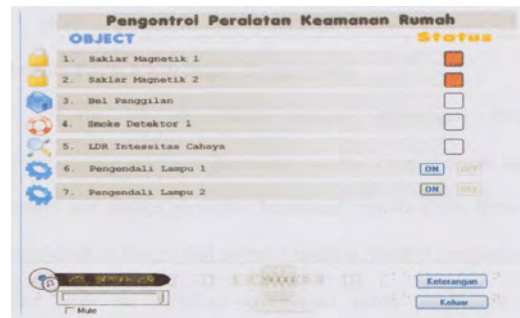 Pengontrol Peralatan Keamanan Rumah
OBJECT Status
1. Saklar Magnetik 1
2. Saklar Magnetik 2
3. Bel Panggilan
4. Smoke Detektor 1
5. LDR Intensitas Cahaya
6. Pengendali Lampu 1 ON OFF
7. Pengendali Lampu 2 ON OFF
Keterangan
Mute Keluar